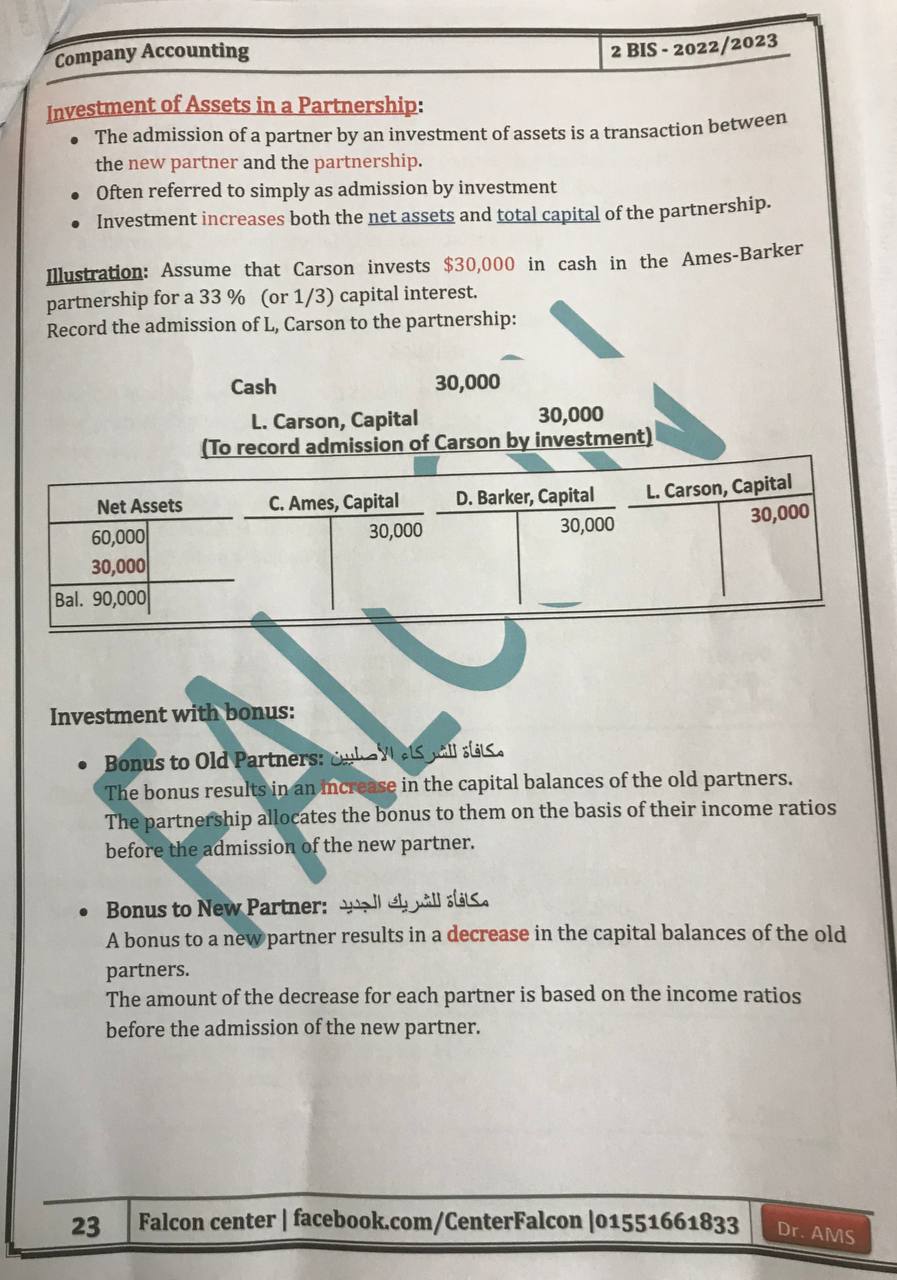 Company Accounting
2 BIS - 2022/2023
Investment of Assets in a Partnership:
• The admission of a partner by an investment of assets is a transaction between
the new partner and the partnership.
• Often referred to simply as admission by investment
• Investment increases both the net assets and total capital of the partnership.
Illustration: Assume that Carson invests $30,000 in cash in the Ames-Barker
partnership for a 33 % (or 1/3) capital interest.
Record the admission of L, Carson to the partnership:
Cash 30,000
L. Carson, Capital 30,000
(To record admission of Carson by investment)
Net Assets C. Ames, Capital D. Barker, Capital L. Carson, Capital
60,000 30,000 30,000 30,000
30,000
Bal. 90,000
Investment with bonus:
• Bonus to Old Partners: مكافأة للشركاء الأصليين
The bonus results in an increase in the capital balances of the old partners.
The partnership allocates the bonus to them on the basis of their income ratios
before the admission of the new partner.
• Bonus to New Partner: مكافأة للشريك الجديد
A bonus to a new partner results in a decrease in the capital balances of the old
partners.
The amount of the decrease for each partner is based on the income ratios
before the admission of the new partner.
FALCON
23 Falcon center | facebook.com/CenterFalcon |01551661833 Dr. AMS